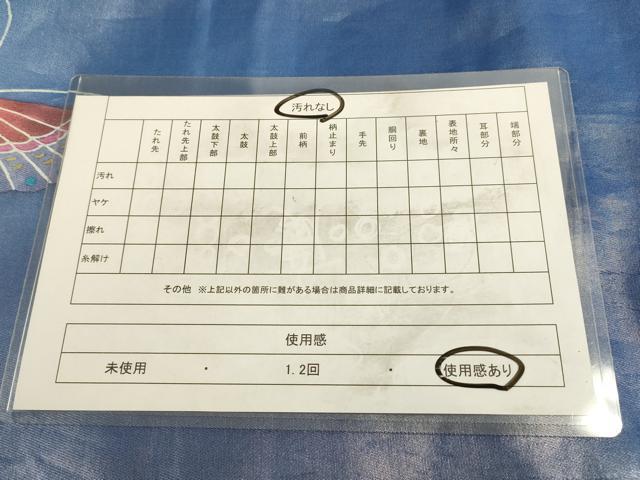 汚れなし
たれ先 たれ先上部 太鼓下部 太鼓 太鼓上部 前柄 柄止まり 手先 胴回り 裏地 表地所々 耳部分 端部分
汚れ
ヤケ
擦れ
糸解け
その他 ※上記以外の箇所に難がある場合は商品詳細に記載しております。
使用感
未使用 ・ 1.2回 ・ 使用感あり